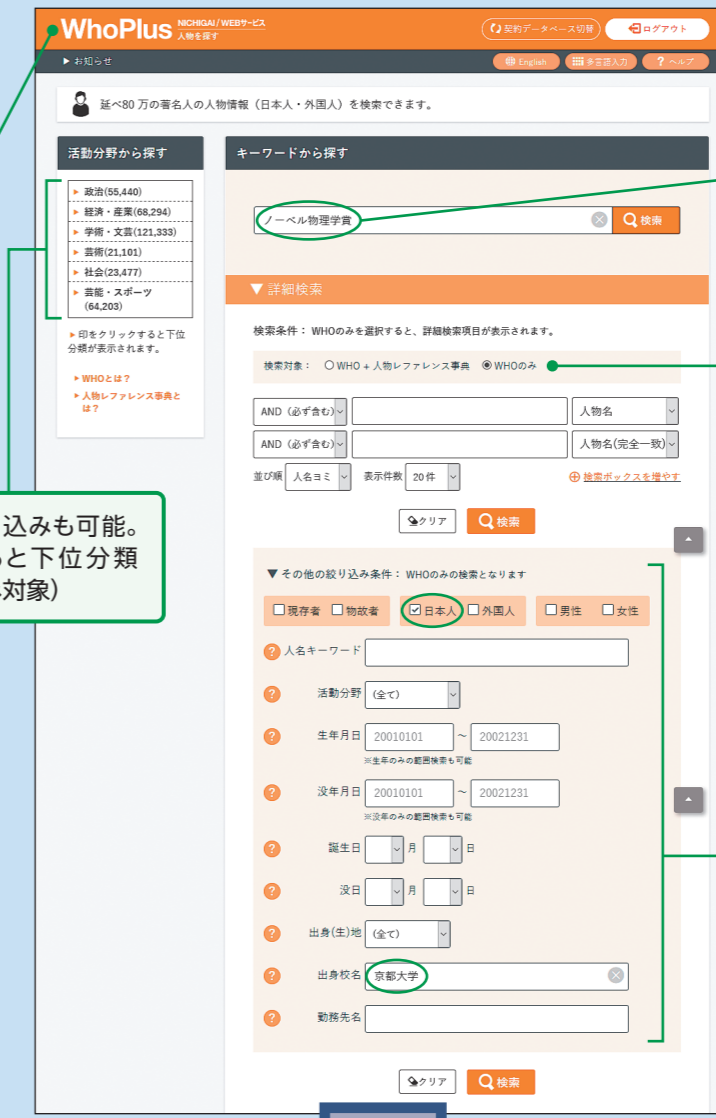 WhoPlus NICHIGAI/WEBサービス
人物を探す
契約データベース切替
ログアウト
▶ お知らせ
English
多言語入力
? ヘルプ
延べ80 万の著名人の人物情報（日本人・外国人）を検索できます。
活動分野から探す
▶ 政治(55,440)
▶ 経済・産業(68,294)
▶ 学術・文芸(121,333)
▶ 芸術(21,101)
▶ 社会(23,477)
▶ 芸能・スポーツ
(64,203)
▶印をクリックすると下位
分類が表示されます。
▶WHOとは？
▶人物レファレンス事典と
は？
込みも可能。
ると下位分類
対象）
キーワードから探す
ノーベル物理学賞
検索
▼ 詳細検索
検索条件： WHOのみを選択すると、詳細検索項目が表示されます。
検索対象： WHO + 人物レファレンス事典 WHOのみ
AND（必ず含む） 人物名
AND（必ず含む） 人物名(完全一致)
並び順 人名ヨミ 表示件数 20件 検索ボックスを増やす
クリア 検索
▼ その他の絞り込み条件： WHOのみの検索となります
現存者 物故者 日本人 外国人 男性 女性
? 人名キーワード
? 活動分野 (全て)
? 生年月日 20010101 ～ 20021231
※生年のみの範囲検索も可能
? 没年月日 20010101 ～ 20021231
※没年のみの範囲検索も可能
? 誕生日 月 日
? 没日 月 日
? 出身(生)地 (全て)
? 出身校名 京都大学
? 勤務先名
クリア 検索